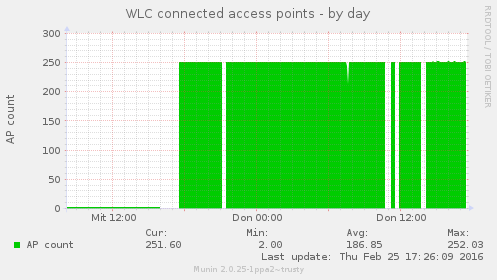 WLC connected access points - by day
RRDTOOL / TOBI OETIKER
AP count
300
250
200
150
100
50
0
Mit 12:00 Don 00:00 Don 12:00
Cur: Min: Avg: Max:
AP count 251.60 2.00 186.85 252.03
Last update: Thu Feb 25 17:26:09 2016
Munin 2.0.25-1ppa2~trusty